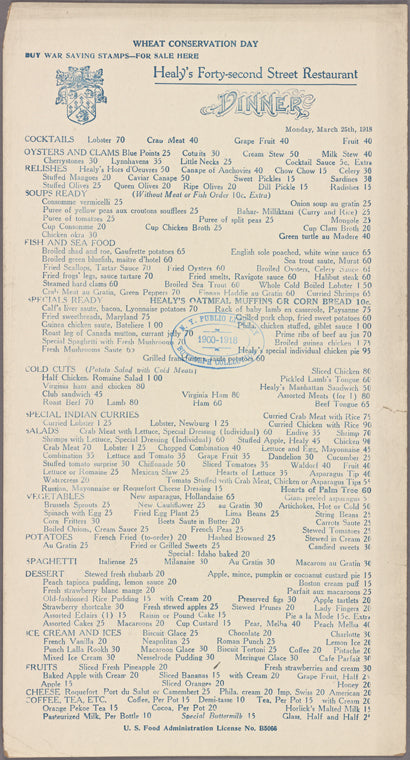 WHEAT CONSERVATION DAY
BUY WAR SAVING STAMPS—FOR SALE HERE
Healy's Forty-second Street Restaurant
DINNER
Monday, March 25th, 1918
COCKTAILS Lobster 70 Crab Meat 40 Grape Fruit 40 Fruit 40
OYSTERS AND CLAMS Blue Points 25 Cotuits 30 Cream Stew 50 Milk Stew 40
Cherrystones 30 Lynnhavens 35 Little Necks 25 Cocktail Sauce 5c. Extra
RELISHES Healy's Hors d'Oeuvres 50 Canape of Anchovies 40 Chow Chow 15 Celery 30
Stuffed Mangoes 20 Caviar Canape 50 Sweet Pickles 15 Sardines 38
Stuffed Olives 25 Queen Olives 20 Ripe Olives 20 Dill Pickle 15 Radishes 15
SOUPS READY (Without Meat or Fish Order 10c. Extra)
Consomme vermicelli 25 Onion soup au gratin 25
Puree of yellow peas aux croutons soufflers 25 Bahar- Milliktani (Curry and Rice) 25
Puree of tomatoes 25 Puree of split peas 25 Mongole 25
Cup Consomme 20 Cup Chicken Broth 25 Cup Clam Broth 20
Chicken okra 30 Green turtle au Madere 40
FISH AND SEA FOOD
Broiled shad and roe, Gaufrette potatoes 65 English sole poached, white wine sauce 65
Broiled green bluefish, maitre d'hotel 60 Sea trout saute, Murat 60
Fried Scallops, Tartar Sauce 70 Fried Oysters 60 Broiled Oysters, Celery Sauce 60
Fried frogs' legs, sauce tartare 70 Fried smelts, Ravigote sauce 60 Halibut steak 60
Steamed hard clams 60 Broiled Sea Trout 60 Whole Cold Boiled Lobster 1 50
Crab Meat au Gratin, Green Peppers 70 Finnan Haddie au Gratin 60 Curried Shrimps 60
SPECIALS READY HEALY'S OATMEAL MUFFINS OR CORN BREAD 10c.
Calf's liver saute, bacon, Lyonnaise potatoes 70 Rack of baby lamb en casserole, Paysanne 75
Fried sweetbreads, Maryland 75 Grilled pork chop, fried sweet potatoes 60
Guinea chicken saute, Bateliere 1 00 Phila. chicken stuffed, giblet sauce 1 00
Roast leg of Canada mutton, currant jelly 70 Prime ribs of beef au jus 70
Special Spaghetti with Fresh Mushrooms 70 Broiled guinea chicken 1 75
Fresh Mushrooms Saute 65 Healy's special individual chicken pie 95
Grilled fresh potatoes 60
COLD CUTS (Potato Salad with Cold Meats) Sliced Chicken 80
Half Chicken, Romaine Salad 1 00 Pickled Lamb's Tongue 60
Virginia ham and chicken 80 Healy's Manhattan Sandwich 50
Club sandwich 45 Virginia Ham 60 Assorted Meats (for 1) 80
Roast Beef 70 Lamb 80 Ham 60 Beef Tongue 65
SPECIAL INDIAN CURRIES Curried Crab Meat with Rice 75
Curried Lobster 1 25 Lobster, Newburg 1 25 Curried Chicken with Rice 90
SALADS Crab Meat with Lettuce, Special Dressing (Individual) 60 Endive 35 Shrimp 70
Shrimps with Lettuce, Special Dressing (Individual) 60 Stuffed Apple, Healy 45 Chicken 90
Crab Meat 70 Lobster 1 25 Chopped Combination 40 Lettuce and Egg, Mayonnaise 45
Combination 35 Lettuce and Tomato 35 Grape Fruit 35 Dandelion 30 Cucumber 25
Stuffed tomato surprise 30 Chiffonade 50 Sliced Tomatoes 35 Waldorf 40 Fruit 40
Lettuce or Romaine 25 Mexican Slaw 25 Hearts of Lettuce 35 Asparagus Tip 40
Watercress 20 Tomato Stuffed with Crab Meat, Chicken or Asparagus Tips 55
Russian, Mayonnaise or Roquefort Cheese Dressing 15 Hearts of Palm Tree 60
VEGETABLES New asparagus, Hollandaise 65 Gian, peeled asparagus
Brussels Sprouts 25 New Cauliflower 25 au Gratin 30 Artichokes, Hot or Cold 50
Spinach with Egg 25 Fried Egg Plant 25 Lima Beans 25 String Beans 25
Corn Fritters 30 Beets Saute in Butter 20 Carrots Saute 25
Boiled Onion, Cream Sauce 25 French Peas 25 Stewed Tomatoes 25
POTATOES French Fried (to-order) 20 Hashed Browned 25 Stewed in Cream 20
Au Gratin 25 Fried or Grilled Sweets 25 Candied sweets 30
Special: Idaho baked 20
SPAGHETTI Italienne 25 Milanaise 30 Au Gratin 30 Macaroni au Gratin 30
DESSERT Stewed fresh rhubarb 20 Apple, mince, pumpkin or cocoanut custard pie 15
Peach tapioca pudding, lemon sauce 20 Boston cream puff 15
Fresh strawberry blanc mange 20 Parfait aux macaroons 25
Old-fashioned Rice Pudding 15 with Cream 20 Preserved figs 30 Apple tartlets 20
Strawberry shortcake 30 Fresh stewed apples 25 Stewed Prunes 20 Lady Fingers 20
Assorted Eclairs (1) 15 Raisin or Pound Cake 15 Pie a la Mode 15c. Extra
Assorted Cakes 25 Macaroons 20 Cup Custard 15 Pear, Melba 40 Peach Melba 40
ICE CREAM AND ICES Biscuit Glace 25 Chocolate 20 Charlotte 30
French Vanilla 20 Neapolitan 25 Roman Punch 25 Lemon Ice 20
Punch Lalla Rookh 30 Macaroon Glace 30 Biscuit Tortoni 25 Coffee 20 Pistache 20
Mixed Ice Cream 30 Nesselrode Pudding 30 Meringue Glace 30 Cafe Parfait 30
FRUITS Sliced Fresh Pineapple 20 Fresh strawberries and cream 30
Baked Apple with Cream 20 Sliced Bananas 15 with Cream 20 Grape Fruit, Half
Apple 15 Sliced Oranges 20 Honey 20
CHEESE Roquefort Port du Salut or Camembert 25 Phila. cream 20 Imp. Swiss 20 American 20
COFFEE, TEA, ETC. Coffee, Per Pot 15 Demi-tasse 10 Tea, Per Pot 15 with Cream 20
Orange Pekoe Tea 15 Cocoa, Per Pot 20 Horlick's Malted Milk 15
Pasteurized Milk, Per Bottle 10 Special Buttermilk 15 Glass, Half and Half
U. S. Food Administration License No. B5066
N. Y. PUBLIC
1900-1918